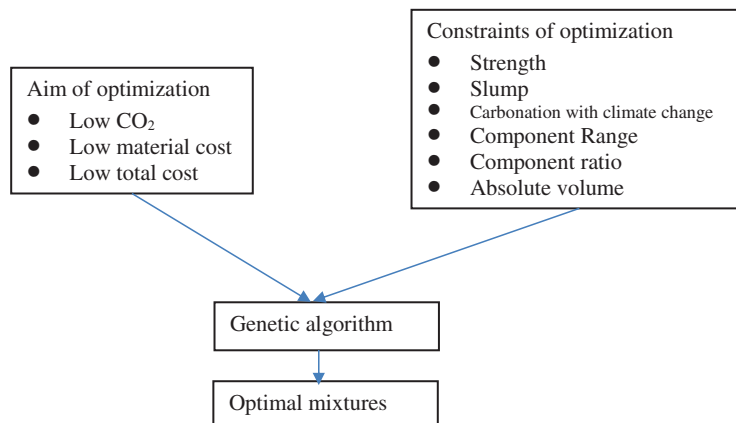 Aim of optimization
● Low CO₂
● Low material cost
● Low total cost
Constraints of optimization
● Strength
● Slump
● Carbonation with climate change
● Component Range
● Component ratio
● Absolute volume
Genetic algorithm
Optimal mixtures